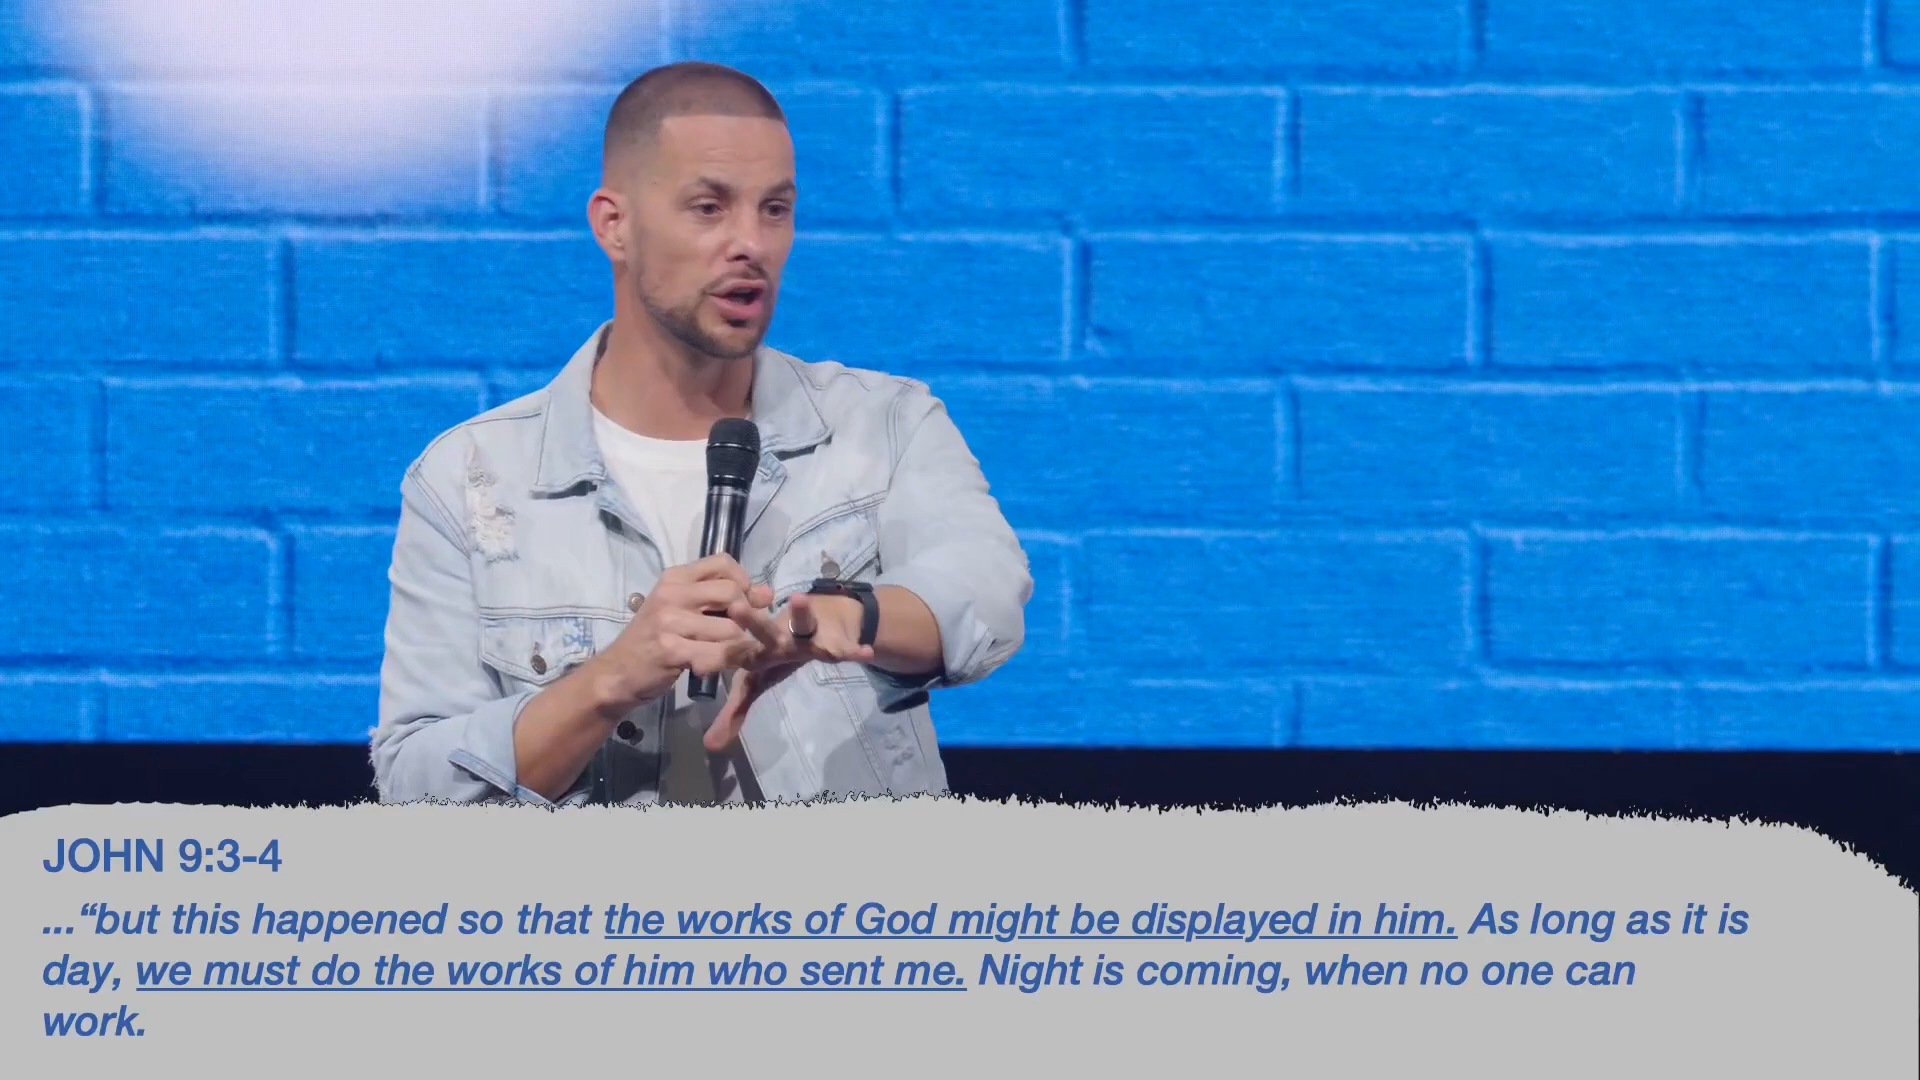 JOHN 9:3-4
...“but this happened so that the works of God might be displayed in him. As long as it is
day, we must do the works of him who sent me. Night is coming, when no one can
work.